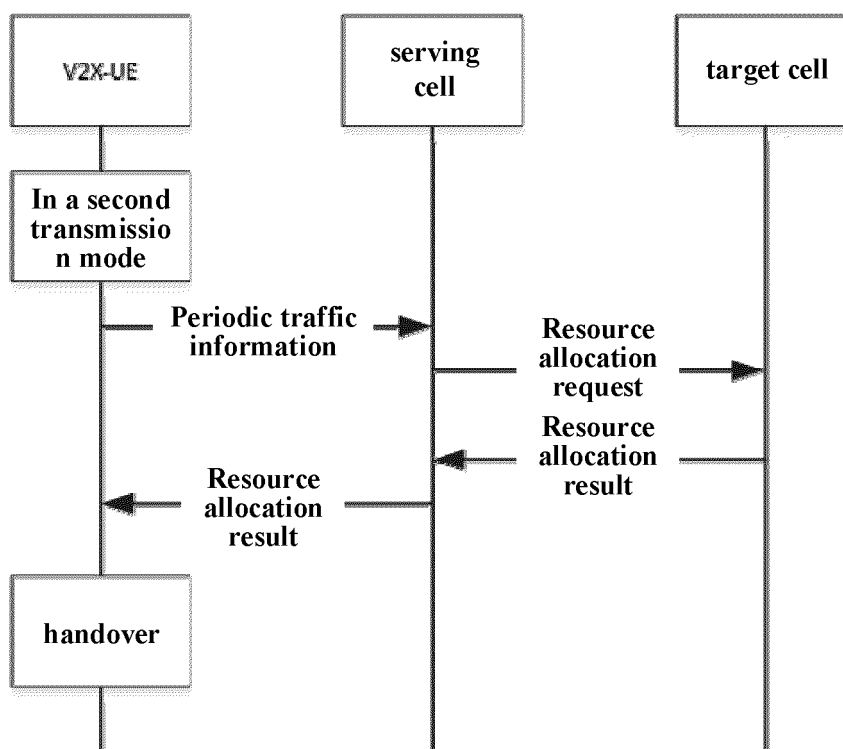 V2X-UE
serving
cell
target cell
In a second
transmissio
n mode
Periodic traffic
information
Resource
allocation
request
Resource
allocation
result
Resource
allocation
result
handover